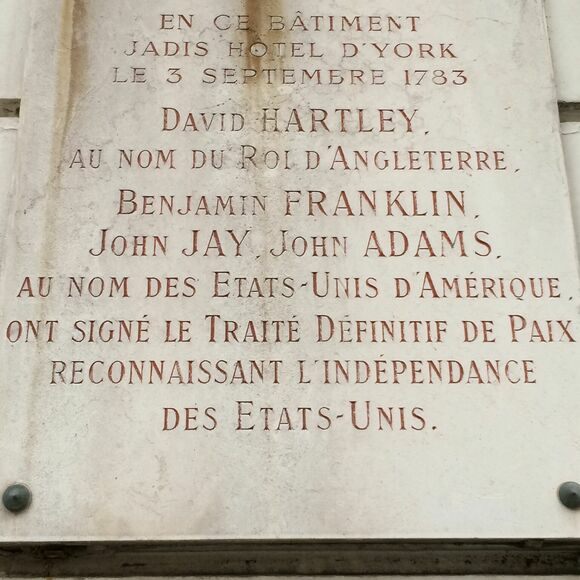 EN CE BÂTIMENT
JADIS HOTEL D'YORK
LE 3 SEPTEMBRE 1783
DAVID HARTLEY,
AU NOM DU ROI D'ANGLETERRE,
BENJAMIN FRANKLIN,
JOHN JAY, JOHN ADAMS,
AU NOM DES ETATS-UNIS D'AMÉRIQUE,
ONT SIGNÉ LE TRAITÉ DÉFINITIF DE PAIX
RECONNAISSANT L'INDÉPENDANCE
DES ETATS-UNIS.